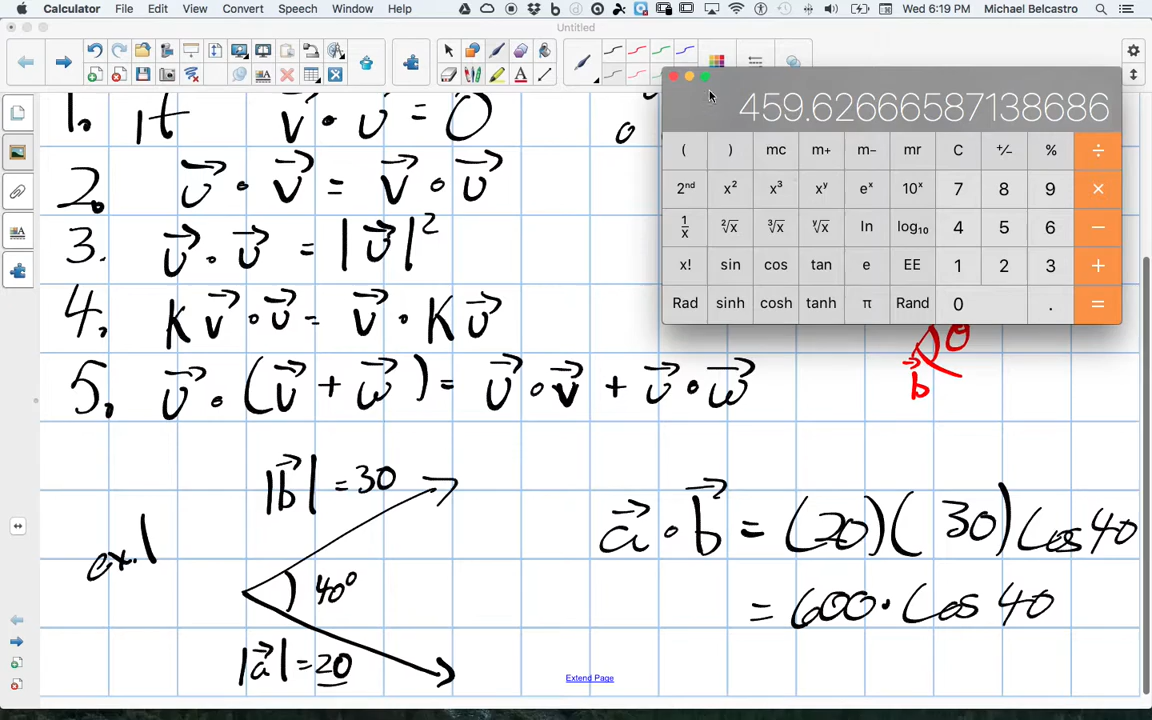 Calculator File Edit View Convert Speech Window Help Wed 6:19 PM Michael Belcastro
Untitled
459.62666587138686
( ) mc m+ m− mr C ⁺/₋ % ÷
2ⁿᵈ x² x³ xʸ eˣ 10ˣ 7 8 9 ×
1/x ²√x ³√x ʸ√x ln log₁₀ 4 5 6 −
x! sin cos tan e EE 1 2 3 +
Rad sinh cosh tanh π Rand 0 . =
1. If v⃗ · u⃗ = 0
2. u⃗ · v⃗ = v⃗ · u⃗
3. u⃗ · u⃗ = |u⃗|²
4. K v⃗ · u⃗ = v⃗ · K u⃗
5. u⃗ · (v⃗ + w⃗) = u⃗ · v⃗ + u⃗ · w⃗
θ
b⃗
ex.1
|b⃗| = 30
40°
|a⃗| = 20
a⃗ · b⃗ = (20)(30) Cos 40
= 600 · Cos 40
Extend Page